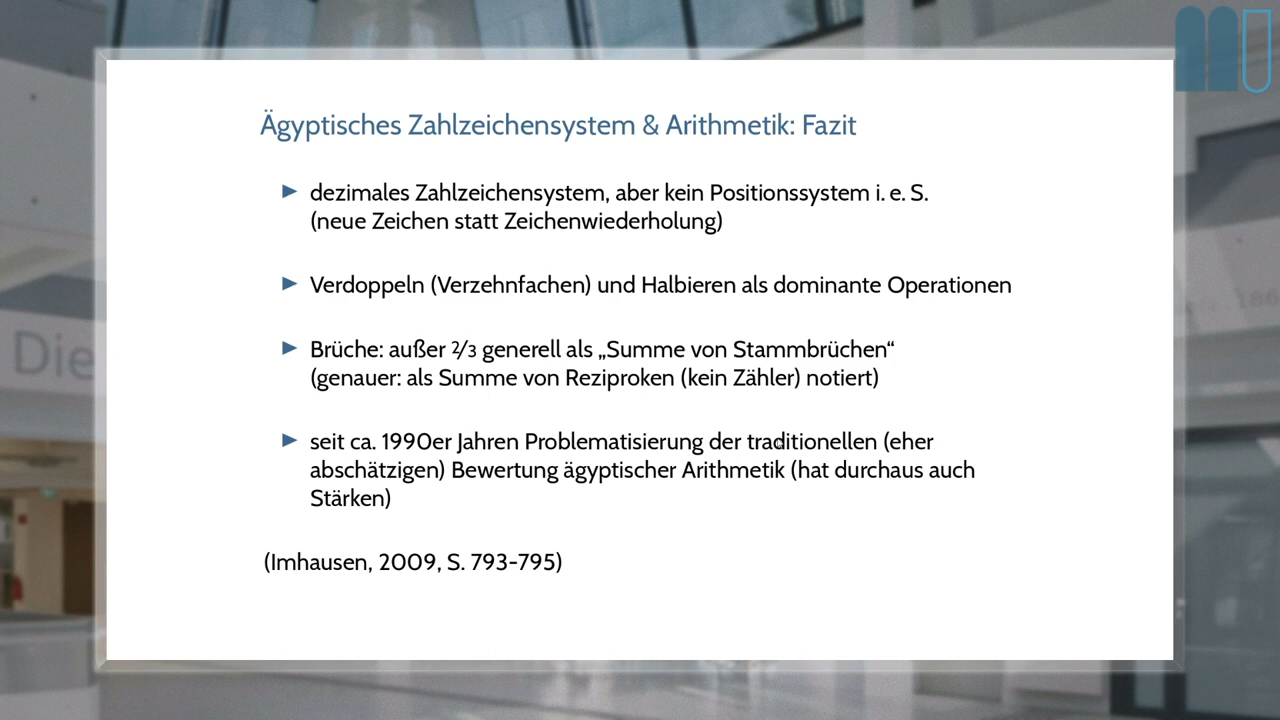 Ägyptisches Zahlzeichensystem & Arithmetik: Fazit
► dezimales Zahlzeichensystem, aber kein Positionssystem i. e. S.
(neue Zeichen statt Zeichenwiederholung)
► Verdoppeln (Verzehnfachen) und Halbieren als dominante Operationen
► Brüche: außer ⅔ generell als „Summe von Stammbrüchen“
(genauer: als Summe von Reziproken (kein Zähler) notiert)
► seit ca. 1990er Jahren Problematisierung der traditionellen (eher
abschätzigen) Bewertung ägyptischer Arithmetik (hat durchaus auch
Stärken)
(Imhausen, 2009, S. 793-795)
Die